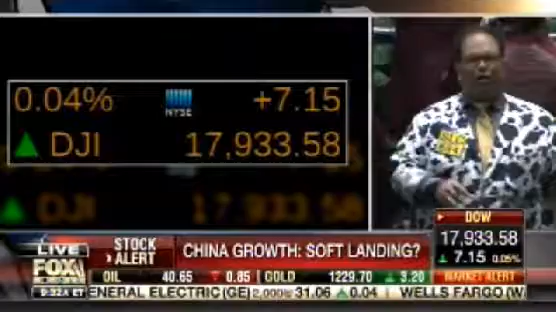 0.04% NYSE +7.15
DJI 17,933.58
DJI 17,933.58
DOW
17,933.58
7.15 0.05%
MARKET ALERT
LIVE
FOX
BUSINESS
9:32A ET
STOCK
ALERT
CHINA GROWTH: SOFT LANDING?
OIL 40.65 0.85 GOLD 1229.70 3.20
ENERAL ELECTRIC(GE) 2,000@ 31.06 0.04 WELLS FARGO (W